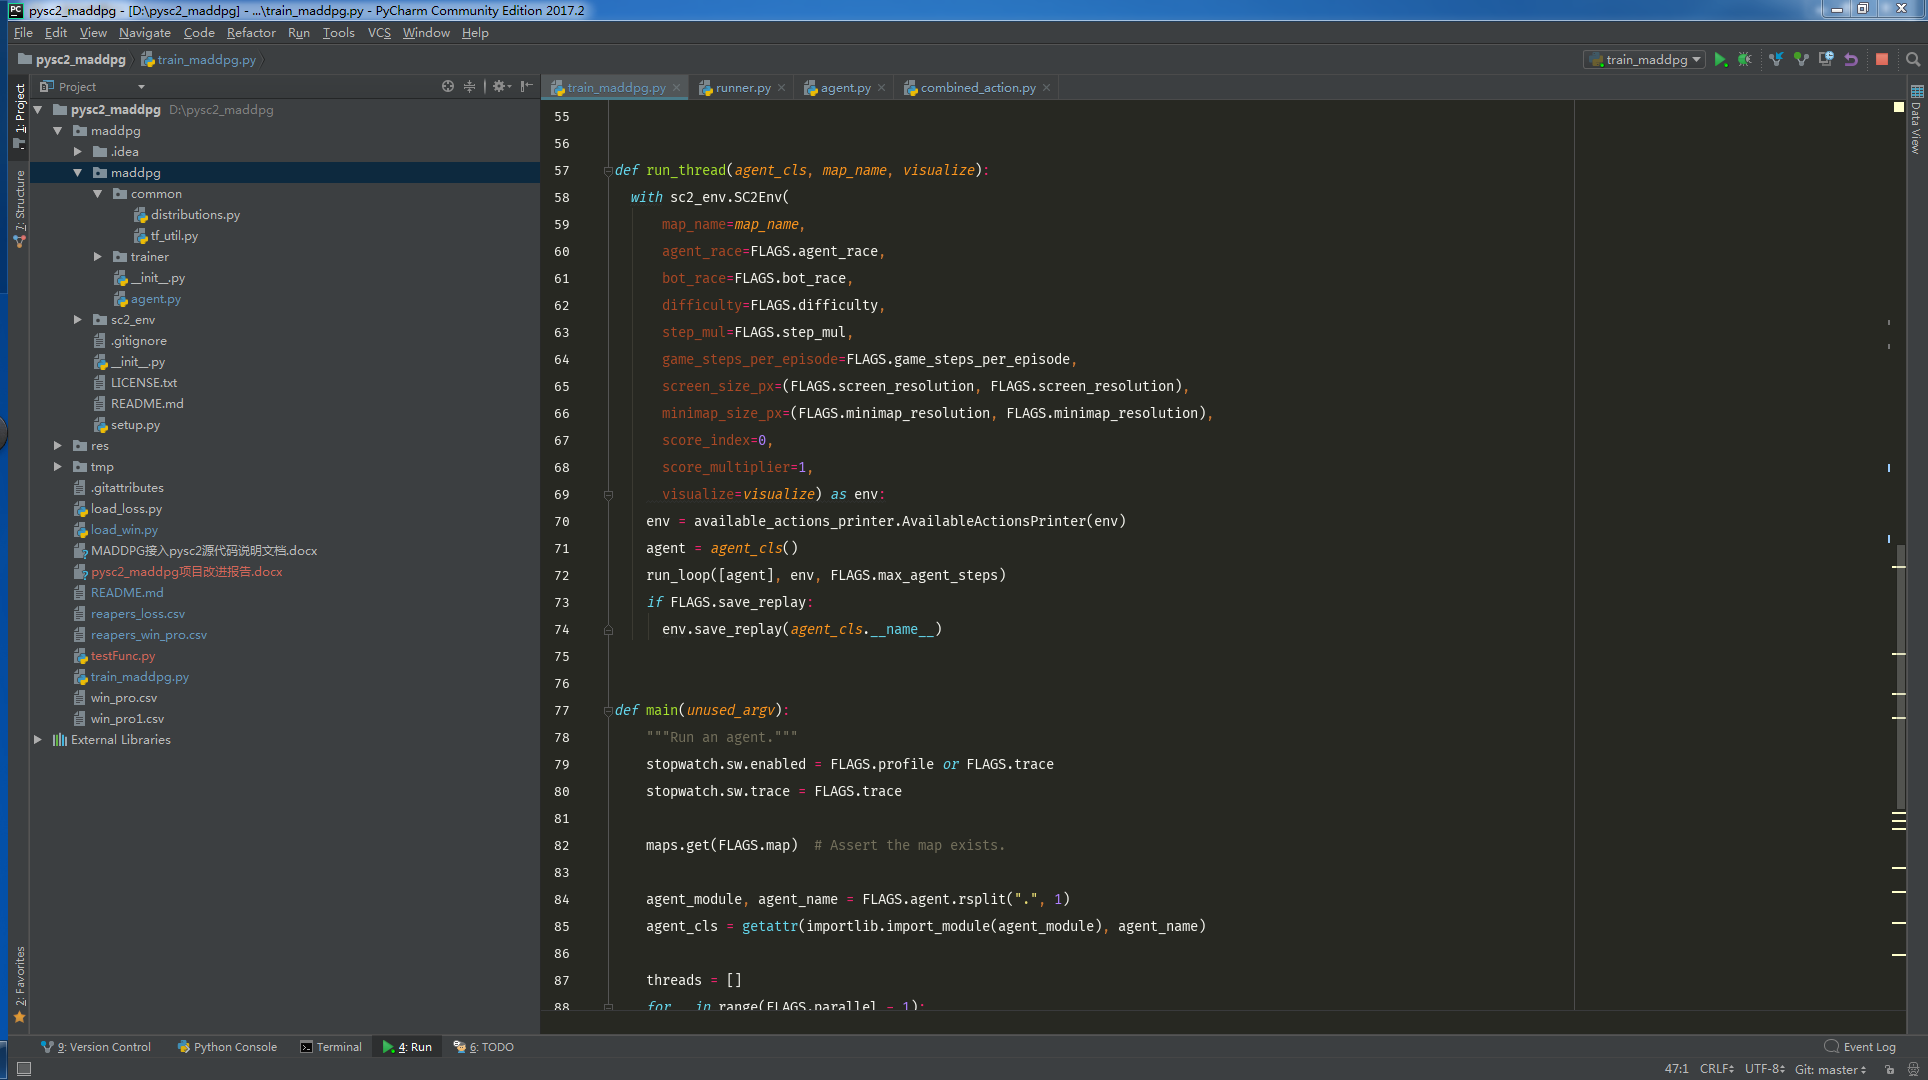 pysc2_maddpg - [D:\pysc2_maddpg] - ...\train_maddpg.py - PyCharm Community Edition 2017.2
File Edit View Navigate Code Refactor Run Tools VCS Window Help
pysc2_maddpg train_maddpg.py
train_maddpg
Project
train_maddpg.py runner.py agent.py combined_action.py
1: Project
7: Structure
2: Favorites
Data View
pysc2_maddpg D:\pysc2_maddpg
maddpg
.idea
maddpg
common
distributions.py
tf_util.py
trainer
__init__.py
agent.py
sc2_env
.gitignore
__init__.py
LICENSE.txt
README.md
setup.py
res
tmp
.gitattributes
load_loss.py
load_win.py
MADDPG接入pysc2源代码说明文档.docx
pysc2_maddpg项目改进报告.docx
README.md
reapers_loss.csv
reapers_win_pro.csv
testFunc.py
train_maddpg.py
win_pro.csv
win_pro1.csv
External Libraries
55
56
57 def run_thread(agent_cls, map_name, visualize):
58 with sc2_env.SC2Env(
59 map_name=map_name,
60 agent_race=FLAGS.agent_race,
61 bot_race=FLAGS.bot_race,
62 difficulty=FLAGS.difficulty,
63 step_mul=FLAGS.step_mul,
64 game_steps_per_episode=FLAGS.game_steps_per_episode,
65 screen_size_px=(FLAGS.screen_resolution, FLAGS.screen_resolution),
66 minimap_size_px=(FLAGS.minimap_resolution, FLAGS.minimap_resolution),
67 score_index=0,
68 score_multiplier=1,
69 visualize=visualize) as env:
70 env = available_actions_printer.AvailableActionsPrinter(env)
71 agent = agent_cls()
72 run_loop([agent], env, FLAGS.max_agent_steps)
73 if FLAGS.save_replay:
74 env.save_replay(agent_cls.__name__)
75
76
77 def main(unused_argv):
78 """Run an agent."""
79 stopwatch.sw.enabled = FLAGS.profile or FLAGS.trace
80 stopwatch.sw.trace = FLAGS.trace
81
82 maps.get(FLAGS.map)  # Assert the map exists.
83
84 agent_module, agent_name = FLAGS.agent.rsplit(".", 1)
85 agent_cls = getattr(importlib.import_module(agent_module), agent_name)
86
87 threads = []
88 for _ in range(FLAGS.parallel - 1):
9: Version Control Python Console Terminal 4: Run 6: TODO Event Log
47:1 CRLF UTF-8 Git: master